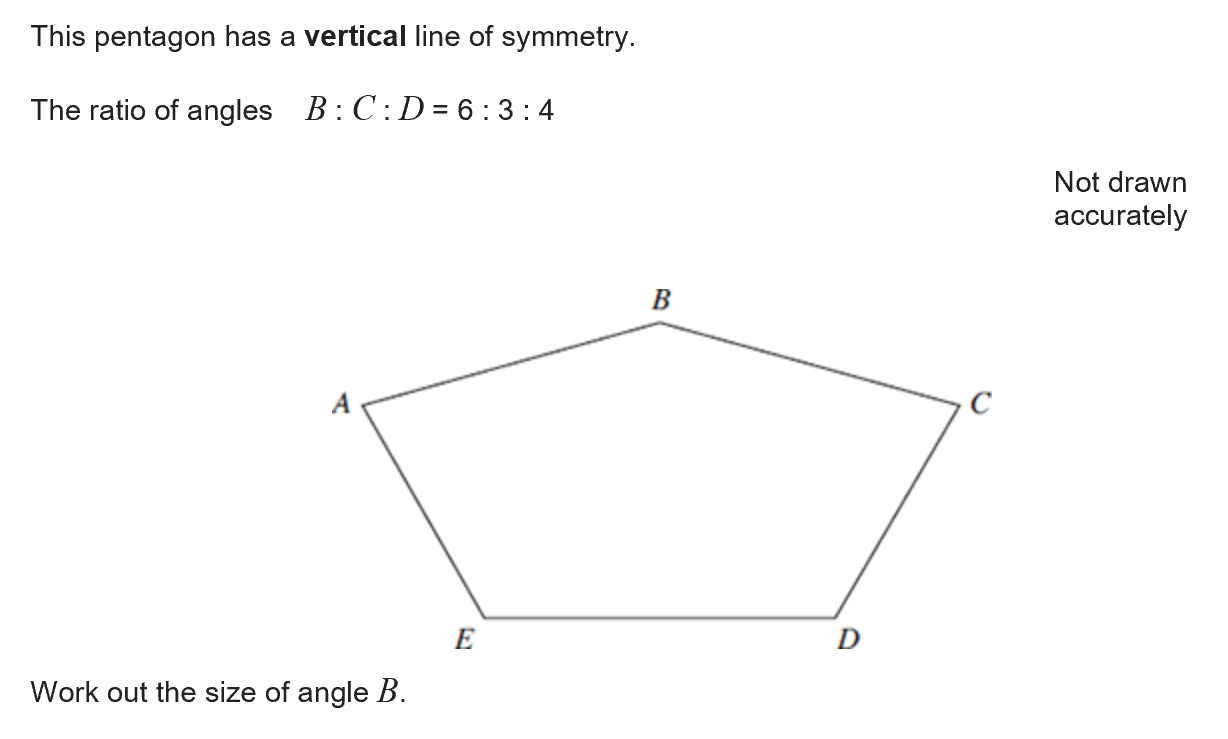 This pentagon has a vertical line of symmetry.
The ratio of angles B : C : D = 6 : 3 : 4
Not drawn
accurately
B
A
C
E
D
Work out the size of angle B.